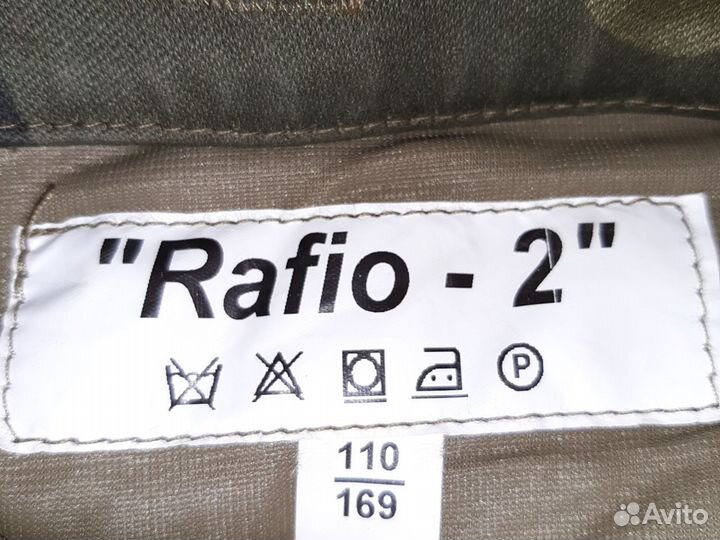 "Rafio - 2"
P
110
169
Avito